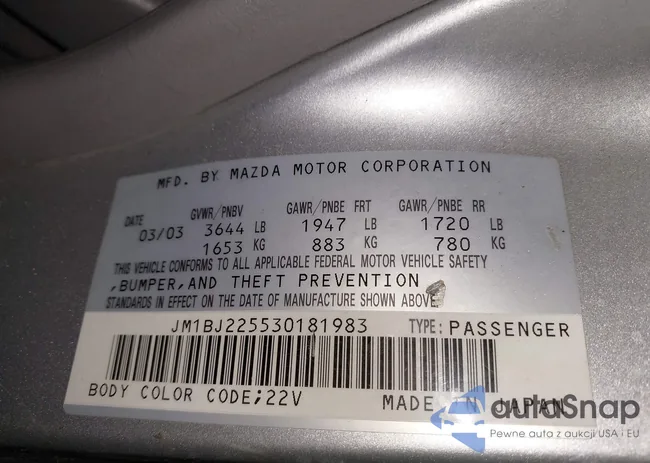 MFD. BY MAZDA MOTOR CORPORATION
DATE GVWR/PNBV GAWR/PNBE FRT GAWR/PNBE RR
03/03 3644 LB 1947 LB 1720 LB
1653 KG 883 KG 780 KG
THIS VEHICLE CONFORMS TO ALL APPLICABLE FEDERAL MOTOR VEHICLE SAFETY
,BUMPER,AND THEFT PREVENTION
STANDARDS IN EFFECT ON THE DATE OF MANUFACTURE SHOWN ABOVE.
JM1BJ225530181983 TYPE: PASSENGER
BODY COLOR CODE;22V MADE IN JAPAN
autoSnap
Pewne auta z aukcji USA i EU